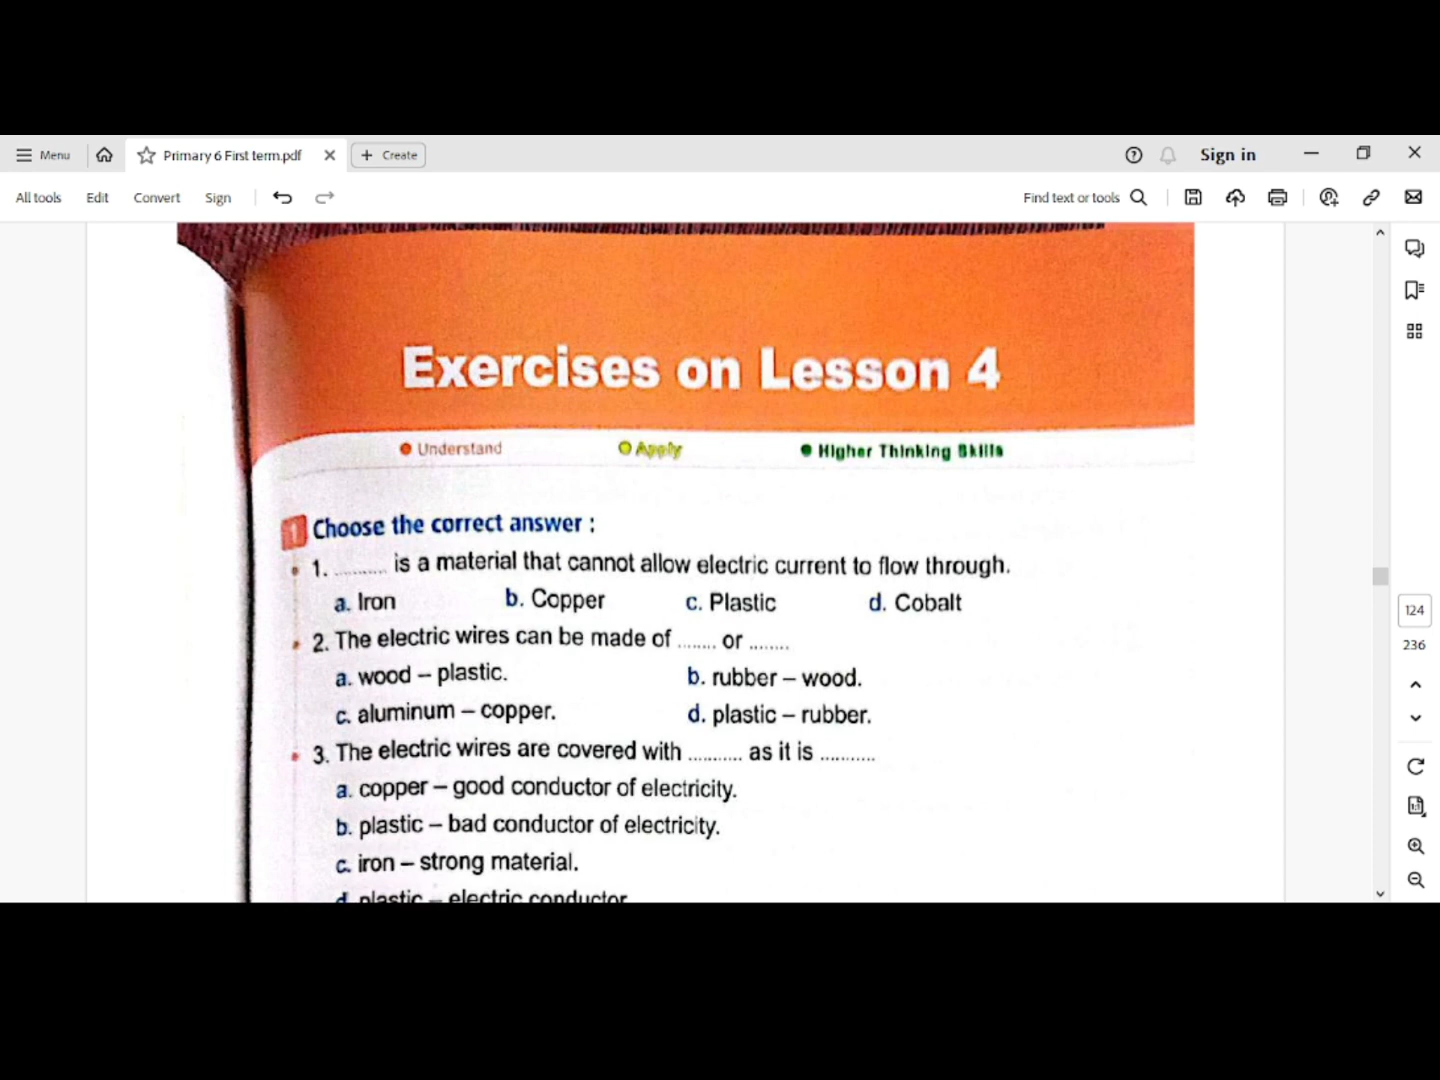 Menu
Primary 6 First term.pdf
Create
Sign in
All tools
Edit
Convert
Sign
Find text or tools
Exercises on Lesson 4
Understand
Apply
Higher Thinking Skills
1 Choose the correct answer :
1. .......... is a material that cannot allow electric current to flow through.
a. Iron b. Copper c. Plastic d. Cobalt
2. The electric wires can be made of ....... or ........
a. wood – plastic. b. rubber – wood.
c. aluminum – copper. d. plastic – rubber.
3. The electric wires are covered with .......... as it is ..........
a. copper – good conductor of electricity.
b. plastic – bad conductor of electricity.
c. iron – strong material.
d. plastic – electric conductor
124
236